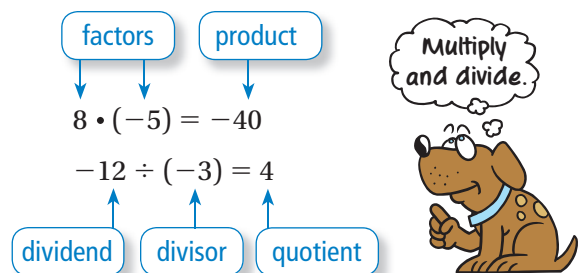 factors product
Multiply
and divide.
8 • (−5) = −40
−12 ÷ (−3) = 4
dividend divisor quotient